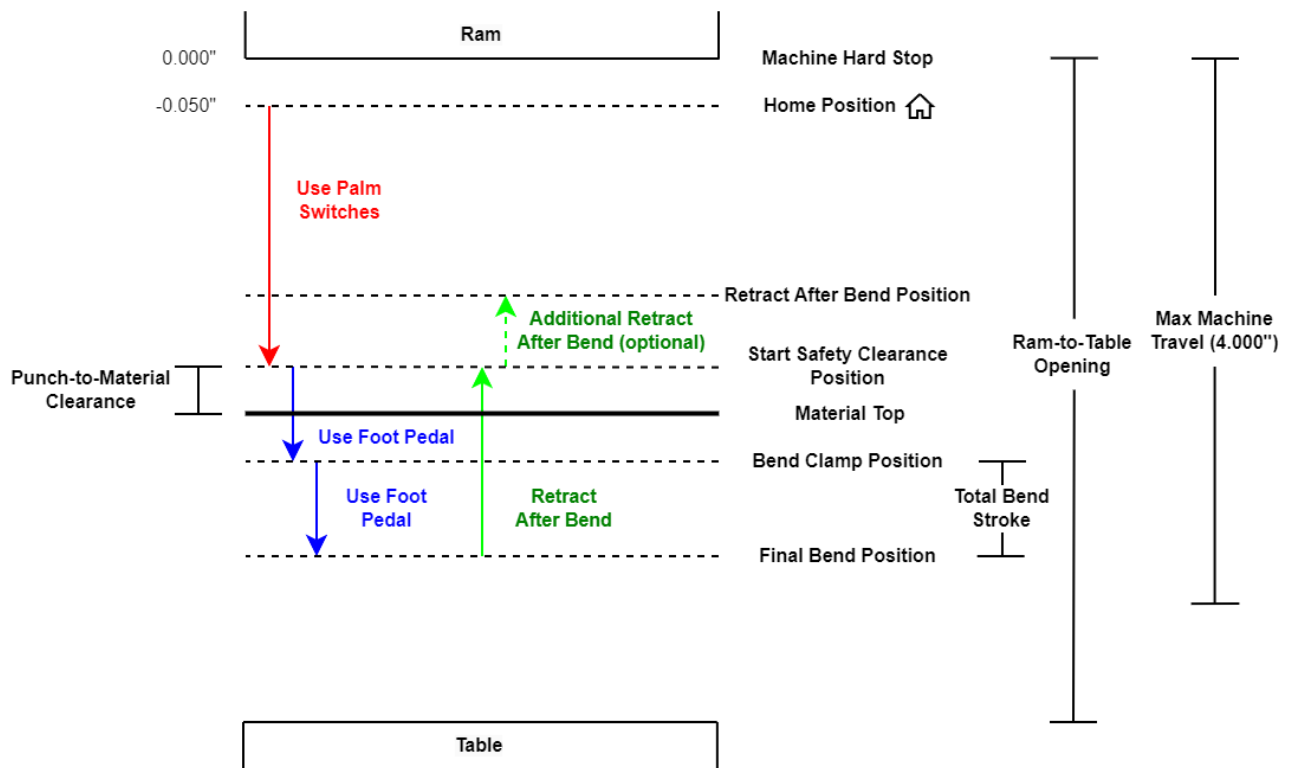 Ram
0.000"
Machine Hard Stop
-0.050"
Home Position
Use Palm
Switches
Retract After Bend Position
Additional Retract
After Bend (optional)
Ram-to-Table
Opening
Max Machine
Travel (4.000")
Start Safety Clearance
Position
Punch-to-Material
Clearance
Material Top
Use Foot Pedal
Bend Clamp Position
Use Foot
Pedal
Retract
After Bend
Total Bend
Stroke
Final Bend Position
Table